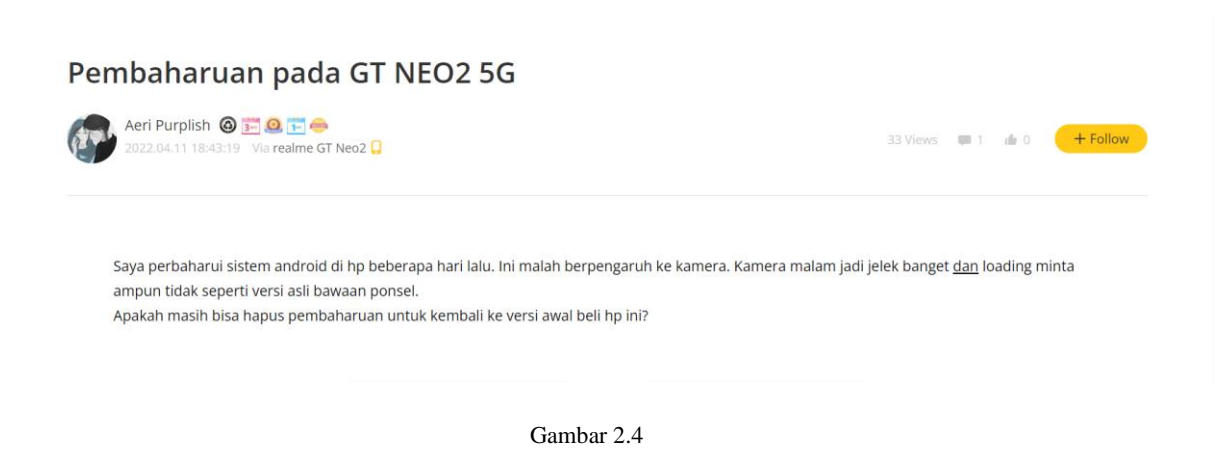 Pembaharuan pada GT NEO2 5G
Aeri Purplish
2022.04.11 18:43:19 Via realme GT Neo2
33 Views 1 0 + Follow
Saya perbaharui sistem android di hp beberapa hari lalu. Ini malah berpengaruh ke kamera. Kamera malam jadi jelek banget dan loading minta
ampun tidak seperti versi asli bawaan ponsel.
Apakah masih bisa hapus pembaharuan untuk kembali ke versi awal beli hp ini?
Gambar 2.4